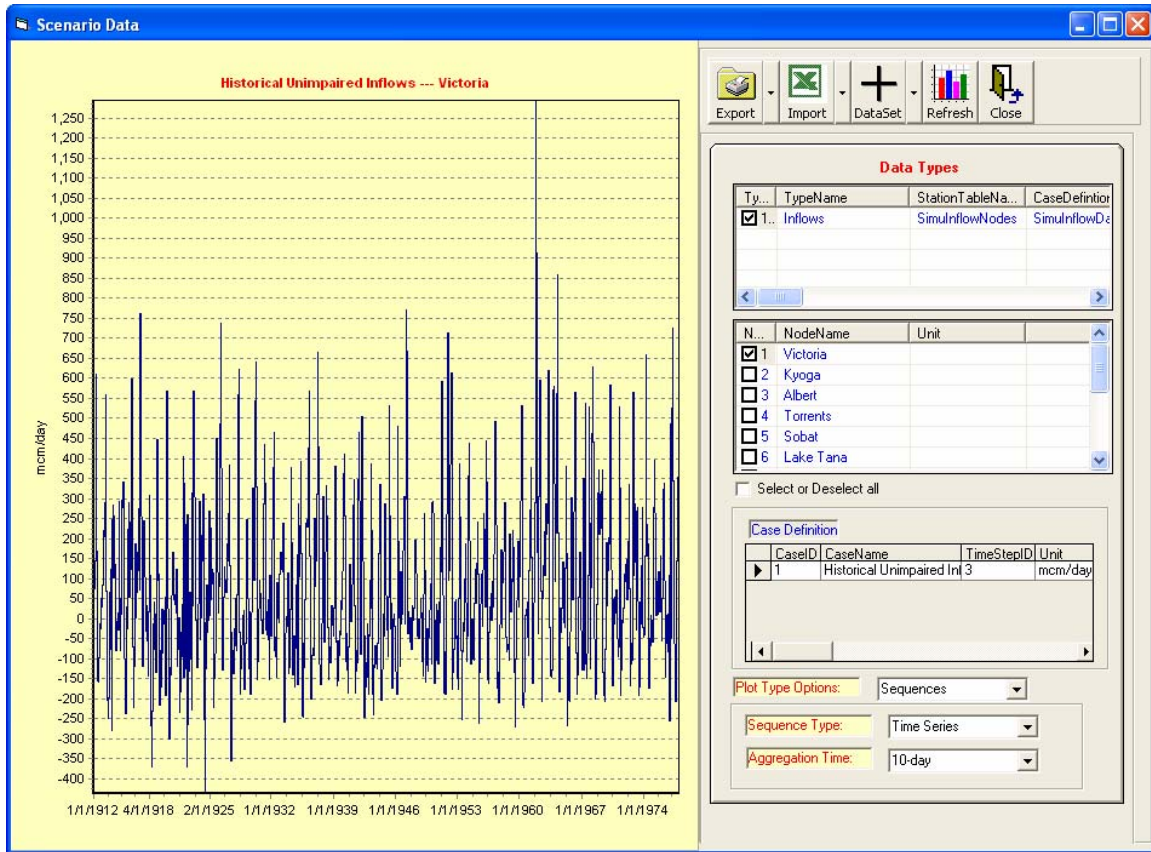 Scenario Data
Historical Unimpaired Inflows --- Victoria
1,250
1,200
1,150
1,100
1,050
1,000
950
900
850
800
750
700
650
600
550
500
450
400
350
300
250
200
150
100
50
0
-50
-100
-150
-200
-250
-300
-350
-400
mcm/day
1/1/1912 4/1/1918 2/1/1925 1/1/1932 1/1/1939 1/1/1946 1/1/1953 1/1/1960 1/1/1967 1/1/1974
Export Import DataSet Refresh Close
Data Types
Ty... TypeName StationTableNa... CaseDefintion
1.. Inflows SimuInflowNodes SimuInflowDa
N... NodeName Unit
1 Victoria
2 Kyoga
3 Albert
4 Torrents
5 Sobat
6 Lake Tana
Select or Deselect all
Case Definition
CaseID CaseName TimeStepID Unit
1 Historical Unimpaired Inf 3 mcm/day
Plot Type Options: Sequences
Sequence Type: Time Series
Aggregation Time: 10-day